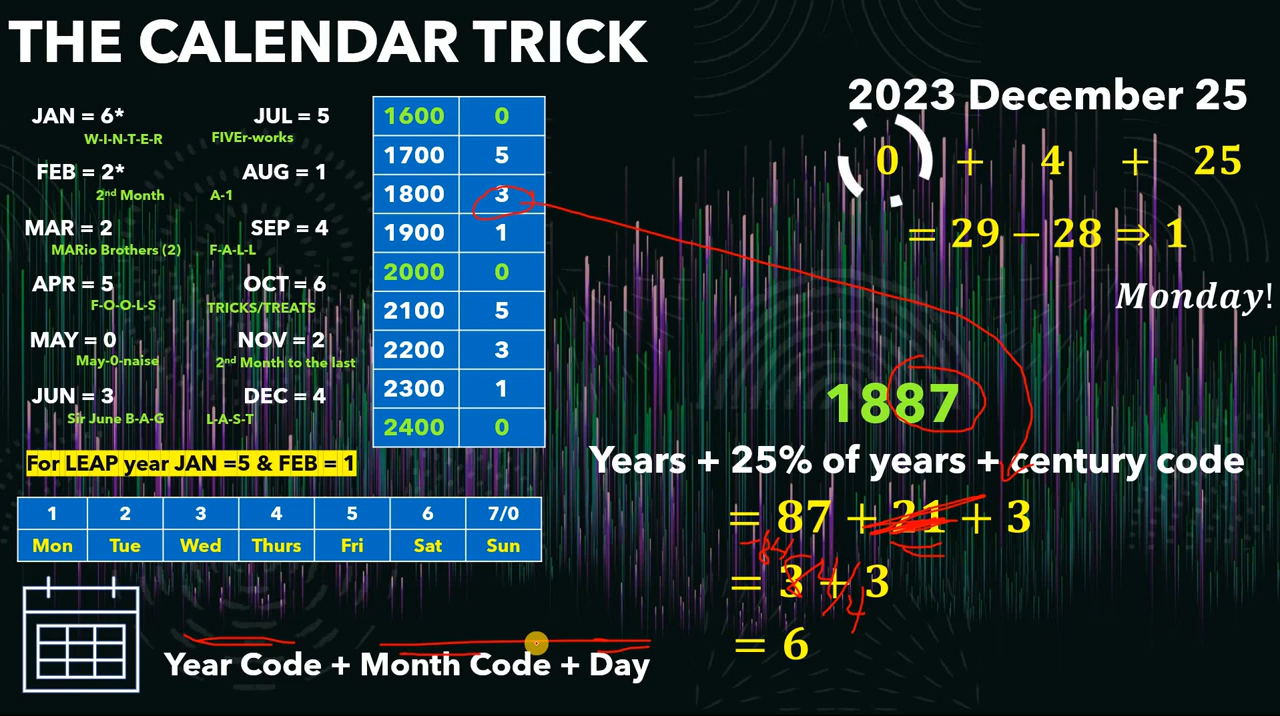 THE CALENDAR TRICK
JAN = 6*
W-I-N-T-E-R
JUL = 5
FIVEr-works
FEB = 2*
2nd Month
AUG = 1
A-1
MAR = 2
MARio Brothers (2)
SEP = 4
F-A-L-L
APR = 5
F-O-O-L-S
OCT = 6
TRICKS/TREATS
MAY = 0
May-0-naise
NOV = 2
2nd Month to the last
JUN = 3
Sir June B-A-G
DEC = 4
L-A-S-T
For LEAP year JAN =5 & FEB = 1
1600 0
1700 5
1800 3
1900 1
2000 0
2100 5
2200 3
2300 1
2400 0
1 2 3 4 5 6 7/0
Mon Tue Wed Thurs Fri Sat Sun
Year Code + Month Code + Day
2023 December 25
0 + 4 + 25
= 29 − 28 ⇒ 1
Monday!
1887
Years + 25% of years + century code
= 87 + 21 + 3
-84
= 3 + 3
= 6